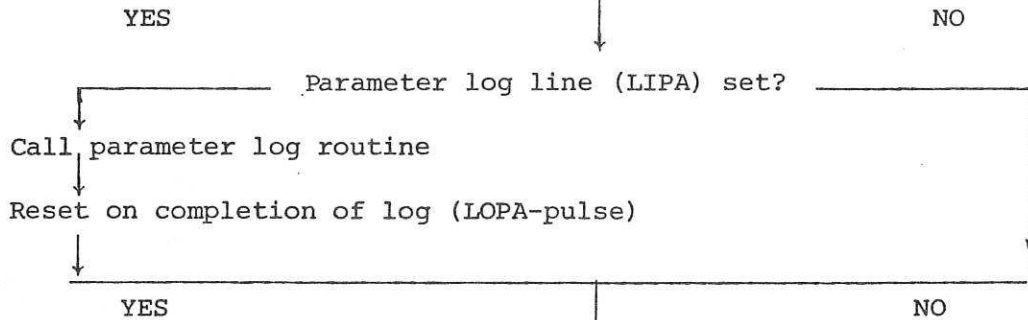 YES NO
Parameter log line (LIPA) set?
Call parameter log routine
Reset on completion of log (LOPA-pulse)
YES NO